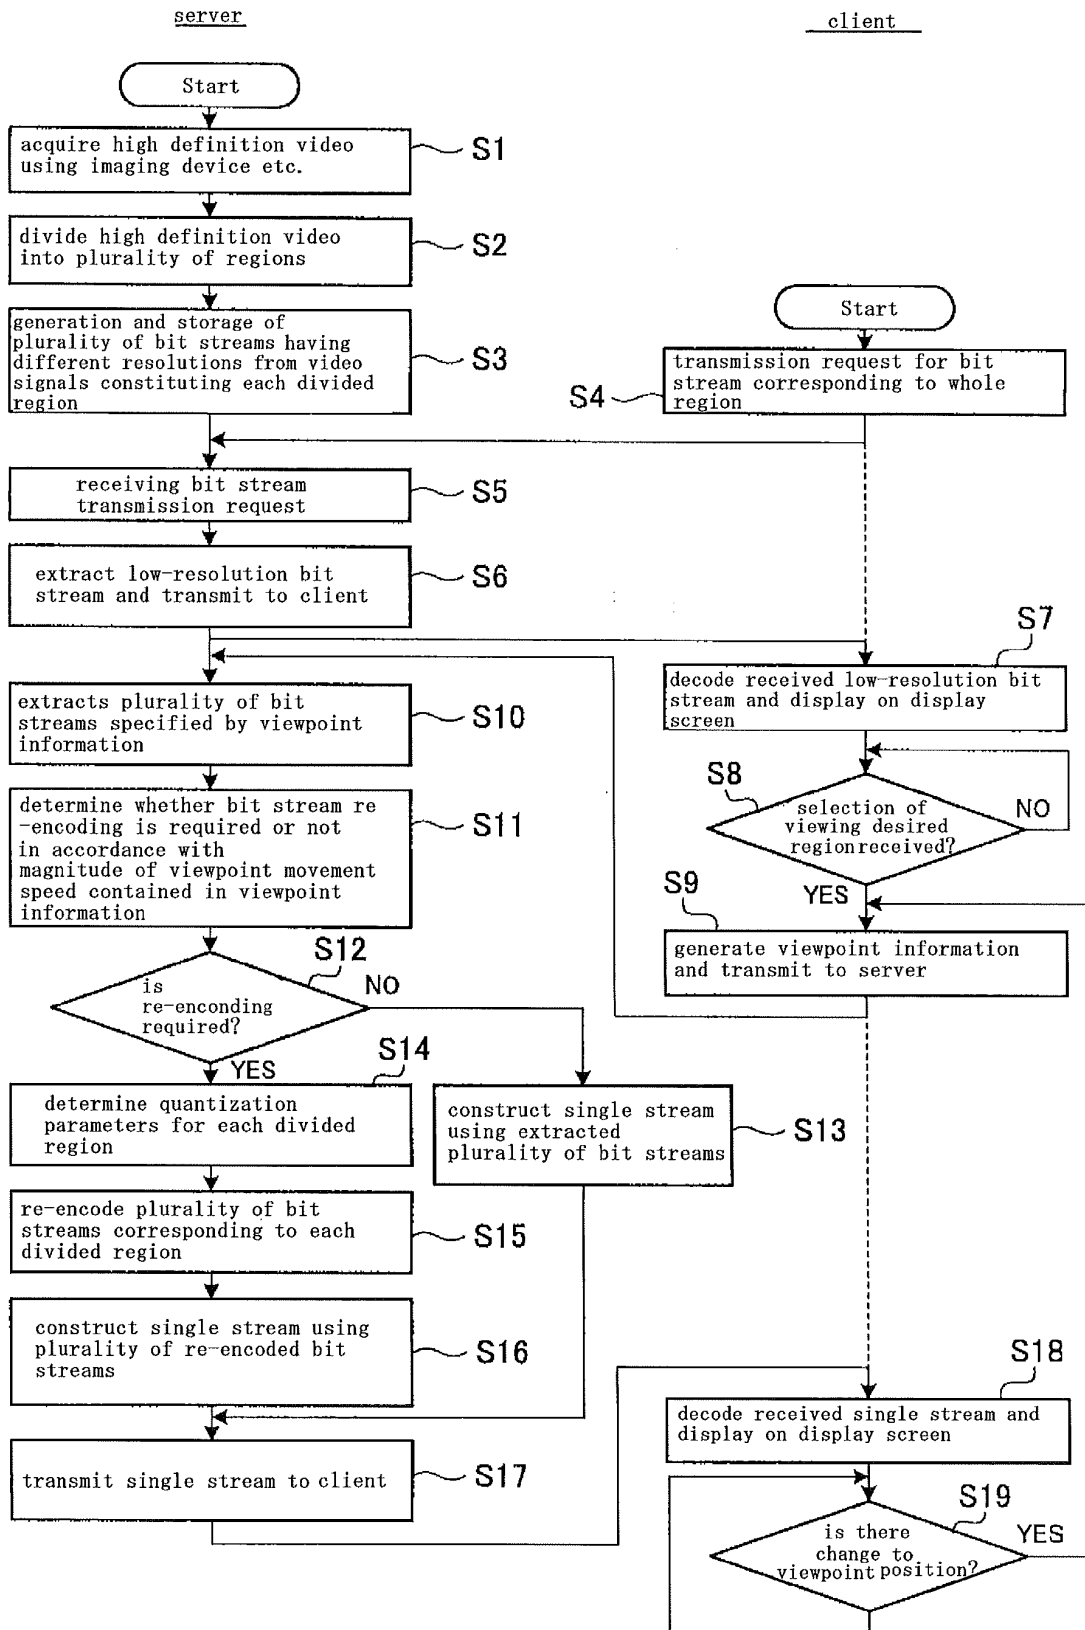 server
client
Start
acquire high definition video
using imaging device etc.
S1
divide high definition video
into plurality of regions
S2
generation and storage of
plurality of bit streams having
different resolutions from video
signals constituting each divided
region
S3
Start
transmission request for bit
stream corresponding to whole
region
S4
receiving bit stream
transmission request
S5
extract low-resolution bit
stream and transmit to client
S6
S7
decode received low-resolution bit
stream and display on display
screen
extracts plurality of bit
streams specified by viewpoint
information
S10
S8
selection of
viewing desired
region received?
NO
YES
determine whether bit stream re
-encoding is required or not
in accordance with
magnitude of viewpoint movement
speed contained in viewpoint
information
S11
S9
generate viewpoint information
and transmit to server
S12
is
re-enconding
required?
NO
YES
S14
determine quantization
parameters for each divided
region
construct single stream
using extracted
plurality of bit streams
S13
re-encode plurality of bit
streams corresponding to each
divided region
S15
construct single stream using
plurality of re-encoded bit
streams
S16
S18
decode received single stream and
display on display screen
transmit single stream to client
S17
S19
is there
change to
viewpoint position?
YES